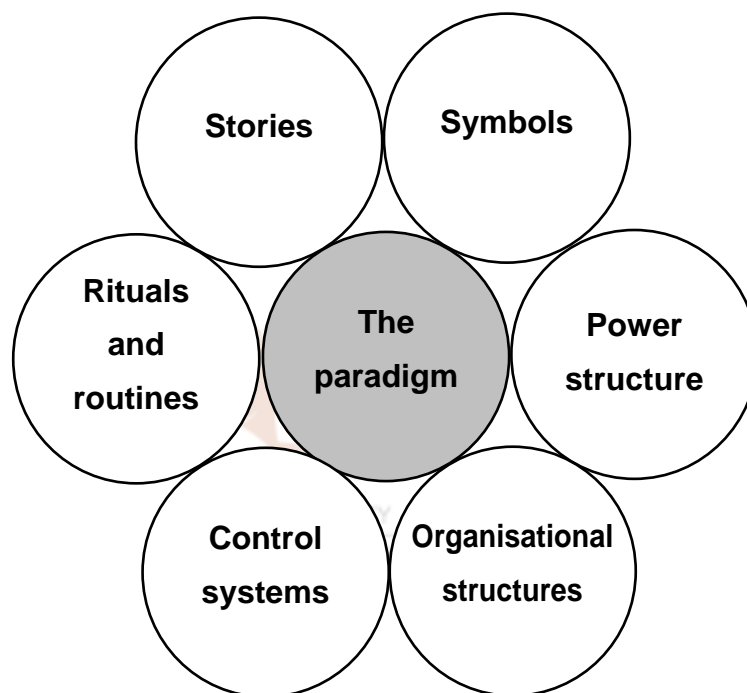 Stories
Symbols
Rituals
and
routines
The
paradigm
Power
structure
Control
systems
Organisational
structures